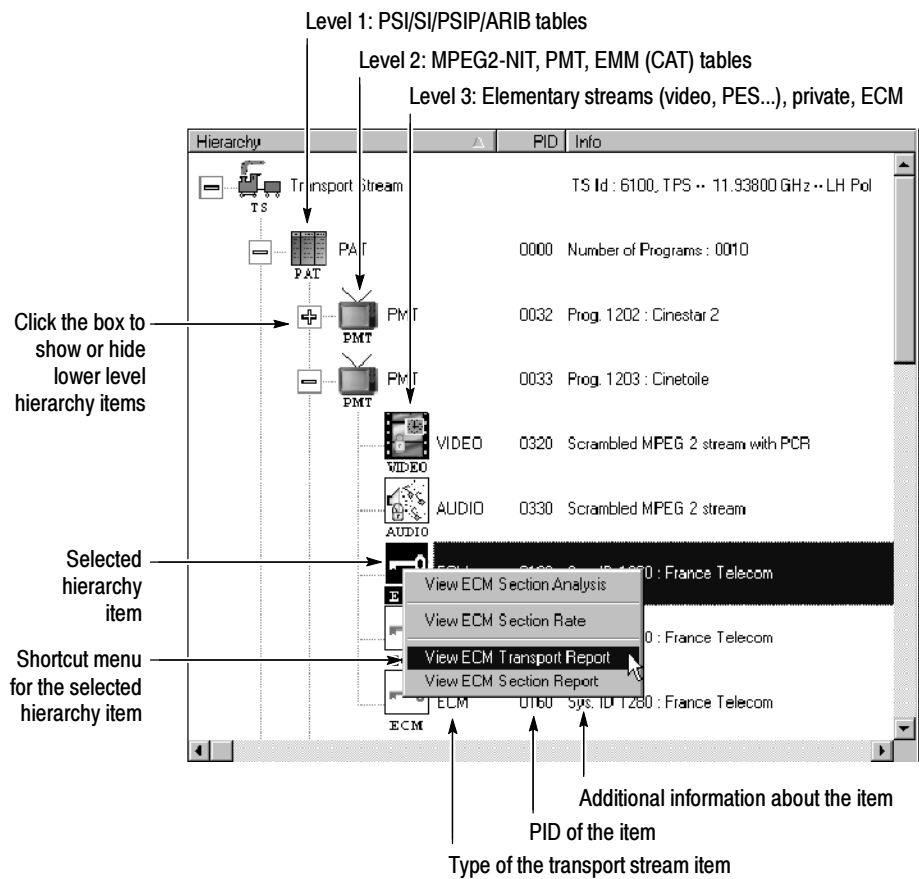 Level 1: PSI/SI/PSIP/ARIB tables
Level 2: MPEG2-NIT, PMT, EMM (CAT) tables
Level 3: Elementary streams (video, PES...), private, ECM
Hierarchy PID Info
Transport Stream TS Id : 6100, TPS -- 11.93800 GHz -- LH Pol
TS
PAT 0000 Number of Programs : 0010
PAT
Click the box to
show or hide
lower level
hierarchy items
PMT 0032 Prog. 1202 : Cinestar 2
PMT
PMT 0033 Prog. 1203 : Cinetoile
PMT
VIDEO 0320 Scrambled MPEG 2 stream with PCR
VIDEO
AUDIO 0330 Scrambled MPEG 2 stream
AUDIO
Selected
hierarchy
item
0 : France Telecom
View ECM Section Analysis
View ECM Section Rate
0 : France Telecom
Shortcut menu
for the selected
hierarchy item
View ECM Transport Report
View ECM Section Report
ECM 0160 Sys. ID 1280 : France Telecom
ECM
Additional information about the item
PID of the item
Type of the transport stream item